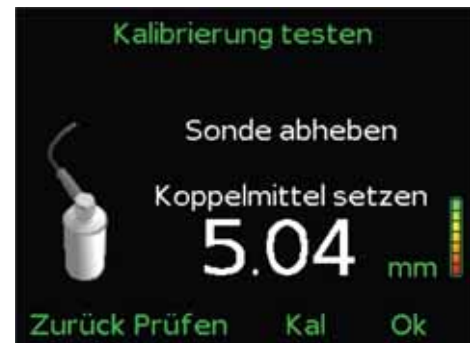 Kalibrierung testen
Sonde abheben
Koppelmittel setzen
5.04 mm
Zurück Prüfen Kal Ok